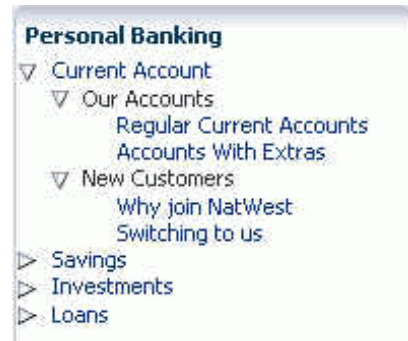 Personal Banking
Current Account
Our Accounts
Regular Current Accounts
Accounts With Extras
New Customers
Why join NatWest
Switching to us
Savings
Investments
Loans